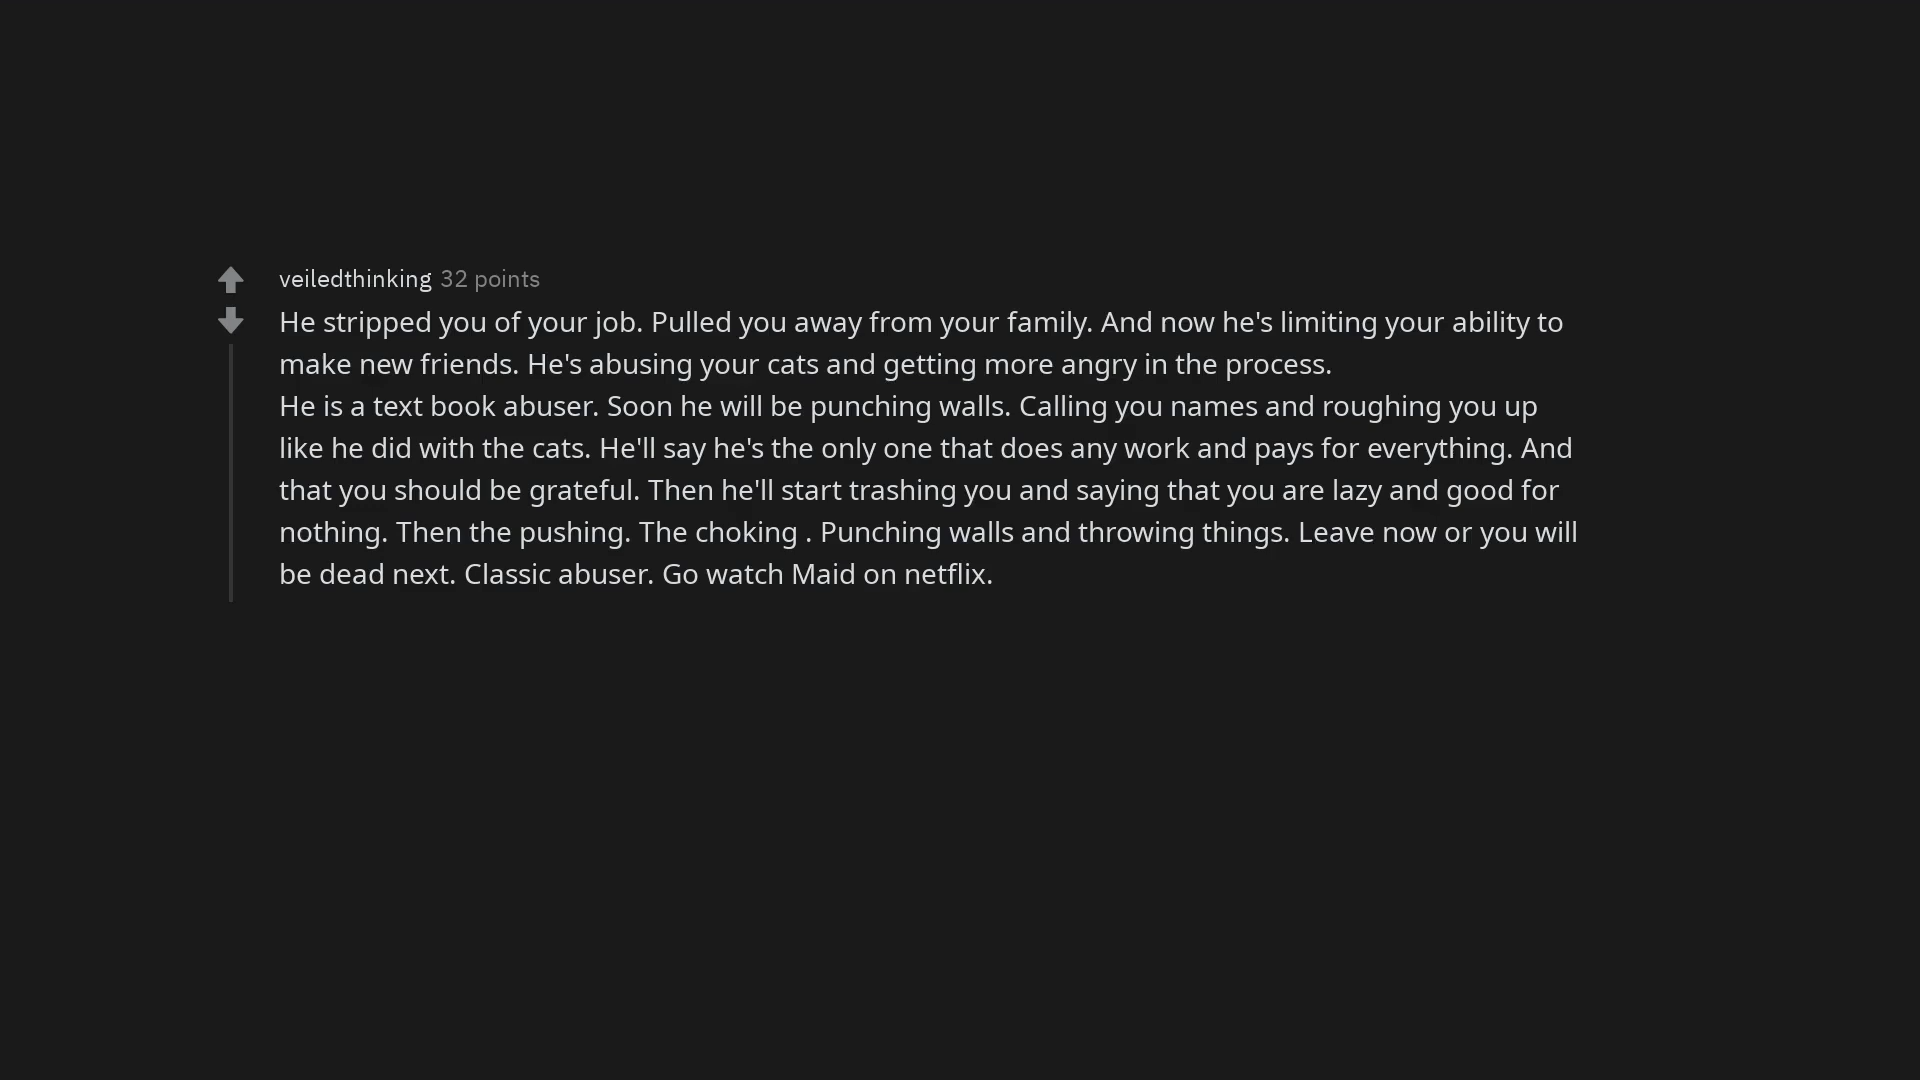 veiledthinking 32 points
He stripped you of your job. Pulled you away from your family. And now he's limiting your ability to
make new friends. He's abusing your cats and getting more angry in the process.
He is a text book abuser. Soon he will be punching walls. Calling you names and roughing you up
like he did with the cats. He'll say he's the only one that does any work and pays for everything. And
that you should be grateful. Then he'll start trashing you and saying that you are lazy and good for
nothing. Then the pushing. The choking . Punching walls and throwing things. Leave now or you will
be dead next. Classic abuser. Go watch Maid on netflix.